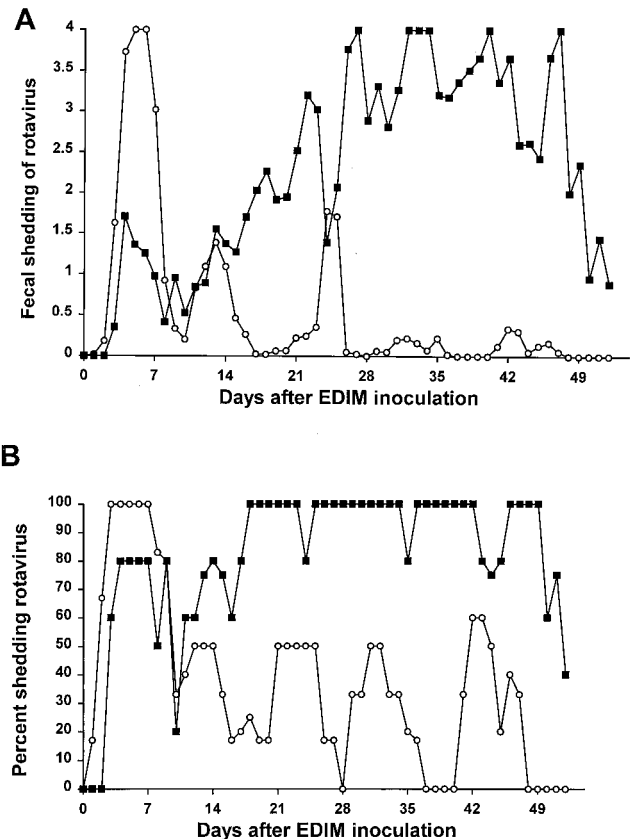 A
Fecal shedding of rotavirus
4
3.5
3
2.5
2
1.5
1
0.5
0
0 7 14 21 28 35 42 49
Days after EDIM inoculation
B
Percent shedding rotavirus
100
90
80
70
60
50
40
30
20
10
0
0 7 14 21 28 35 42 49
Days after EDIM inoculation